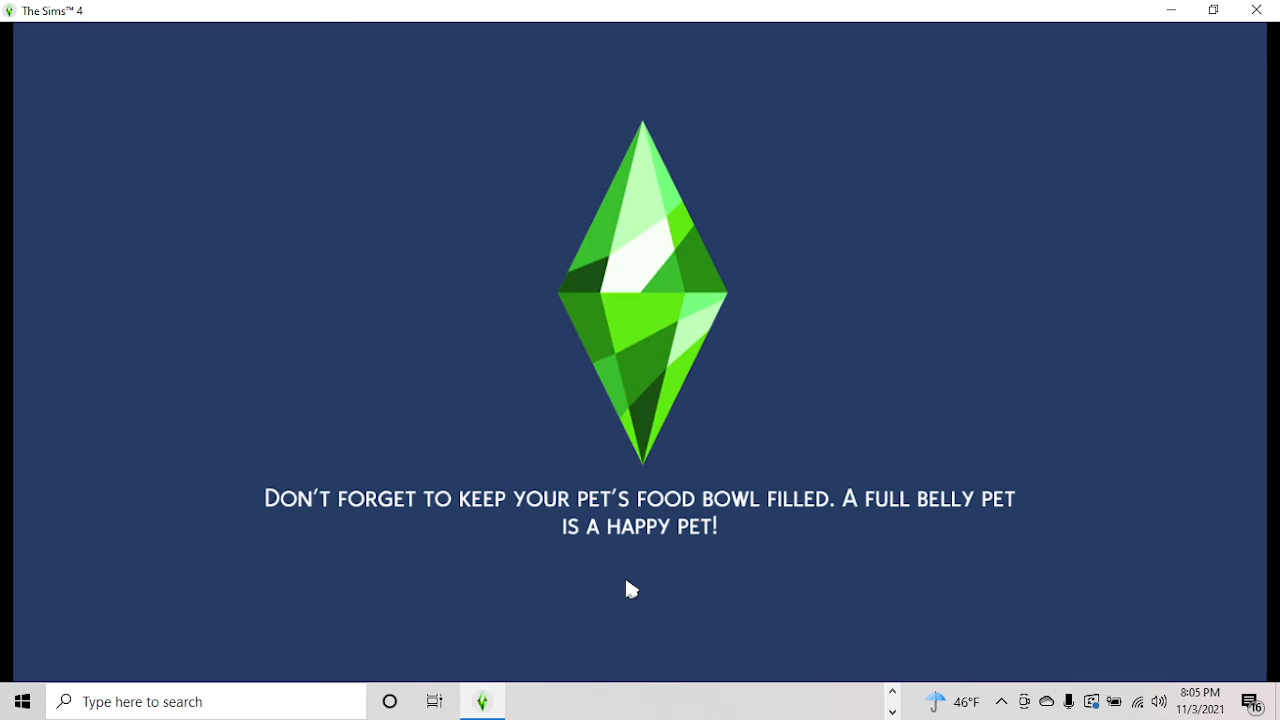 The Sims™ 4
DON'T FORGET TO KEEP YOUR PET'S FOOD BOWL FILLED. A FULL BELLY PET
IS A HAPPY PET!
Type here to search
46°F
8:05 PM
11/3/2021
16